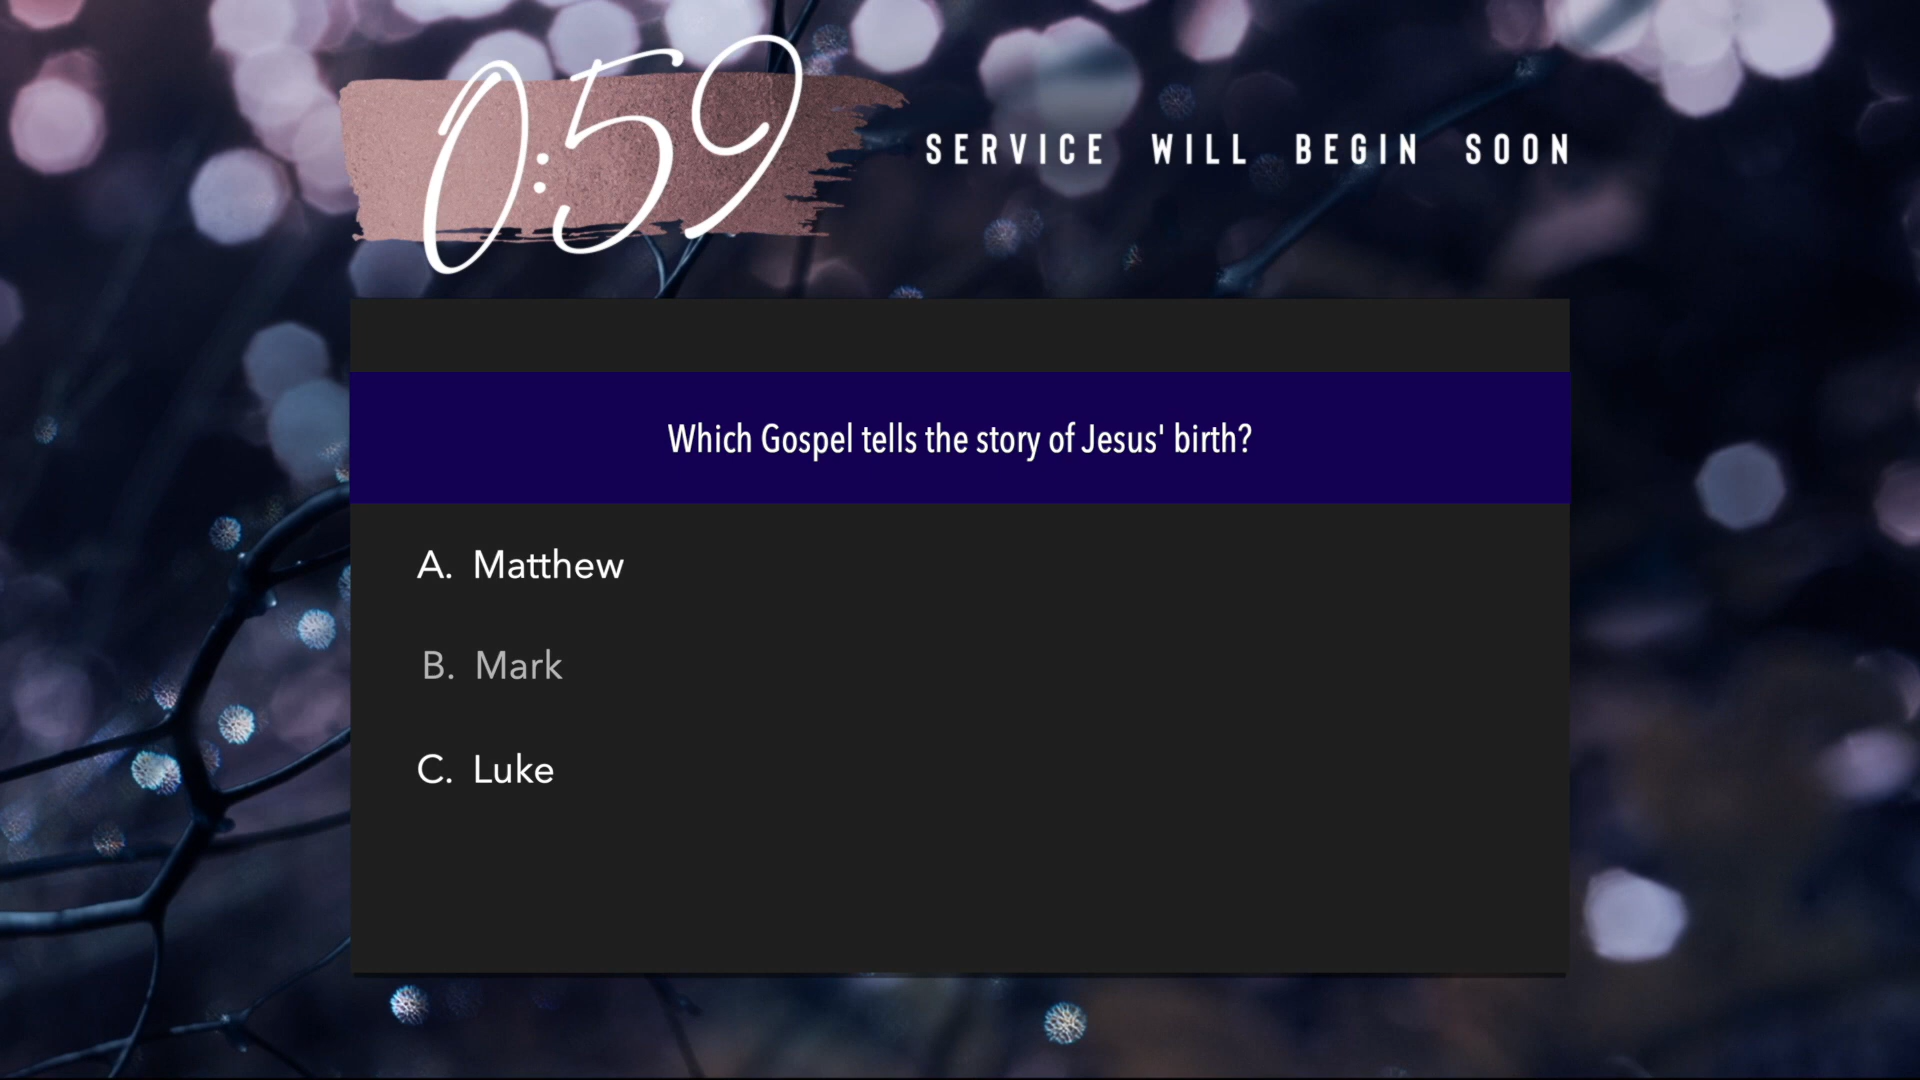 0:59
SERVICE WILL BEGIN SOON
Which Gospel tells the story of Jesus' birth?
A. Matthew
B. Mark
C. Luke